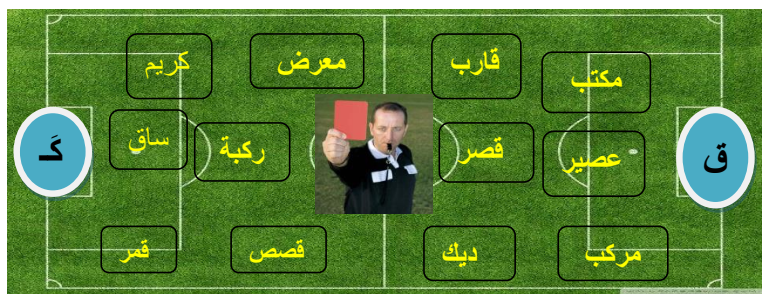 قارب معرض كريم
مكتب
ق عصير قصر ركبة ساق كَـ
مركب ديك قصص قمر